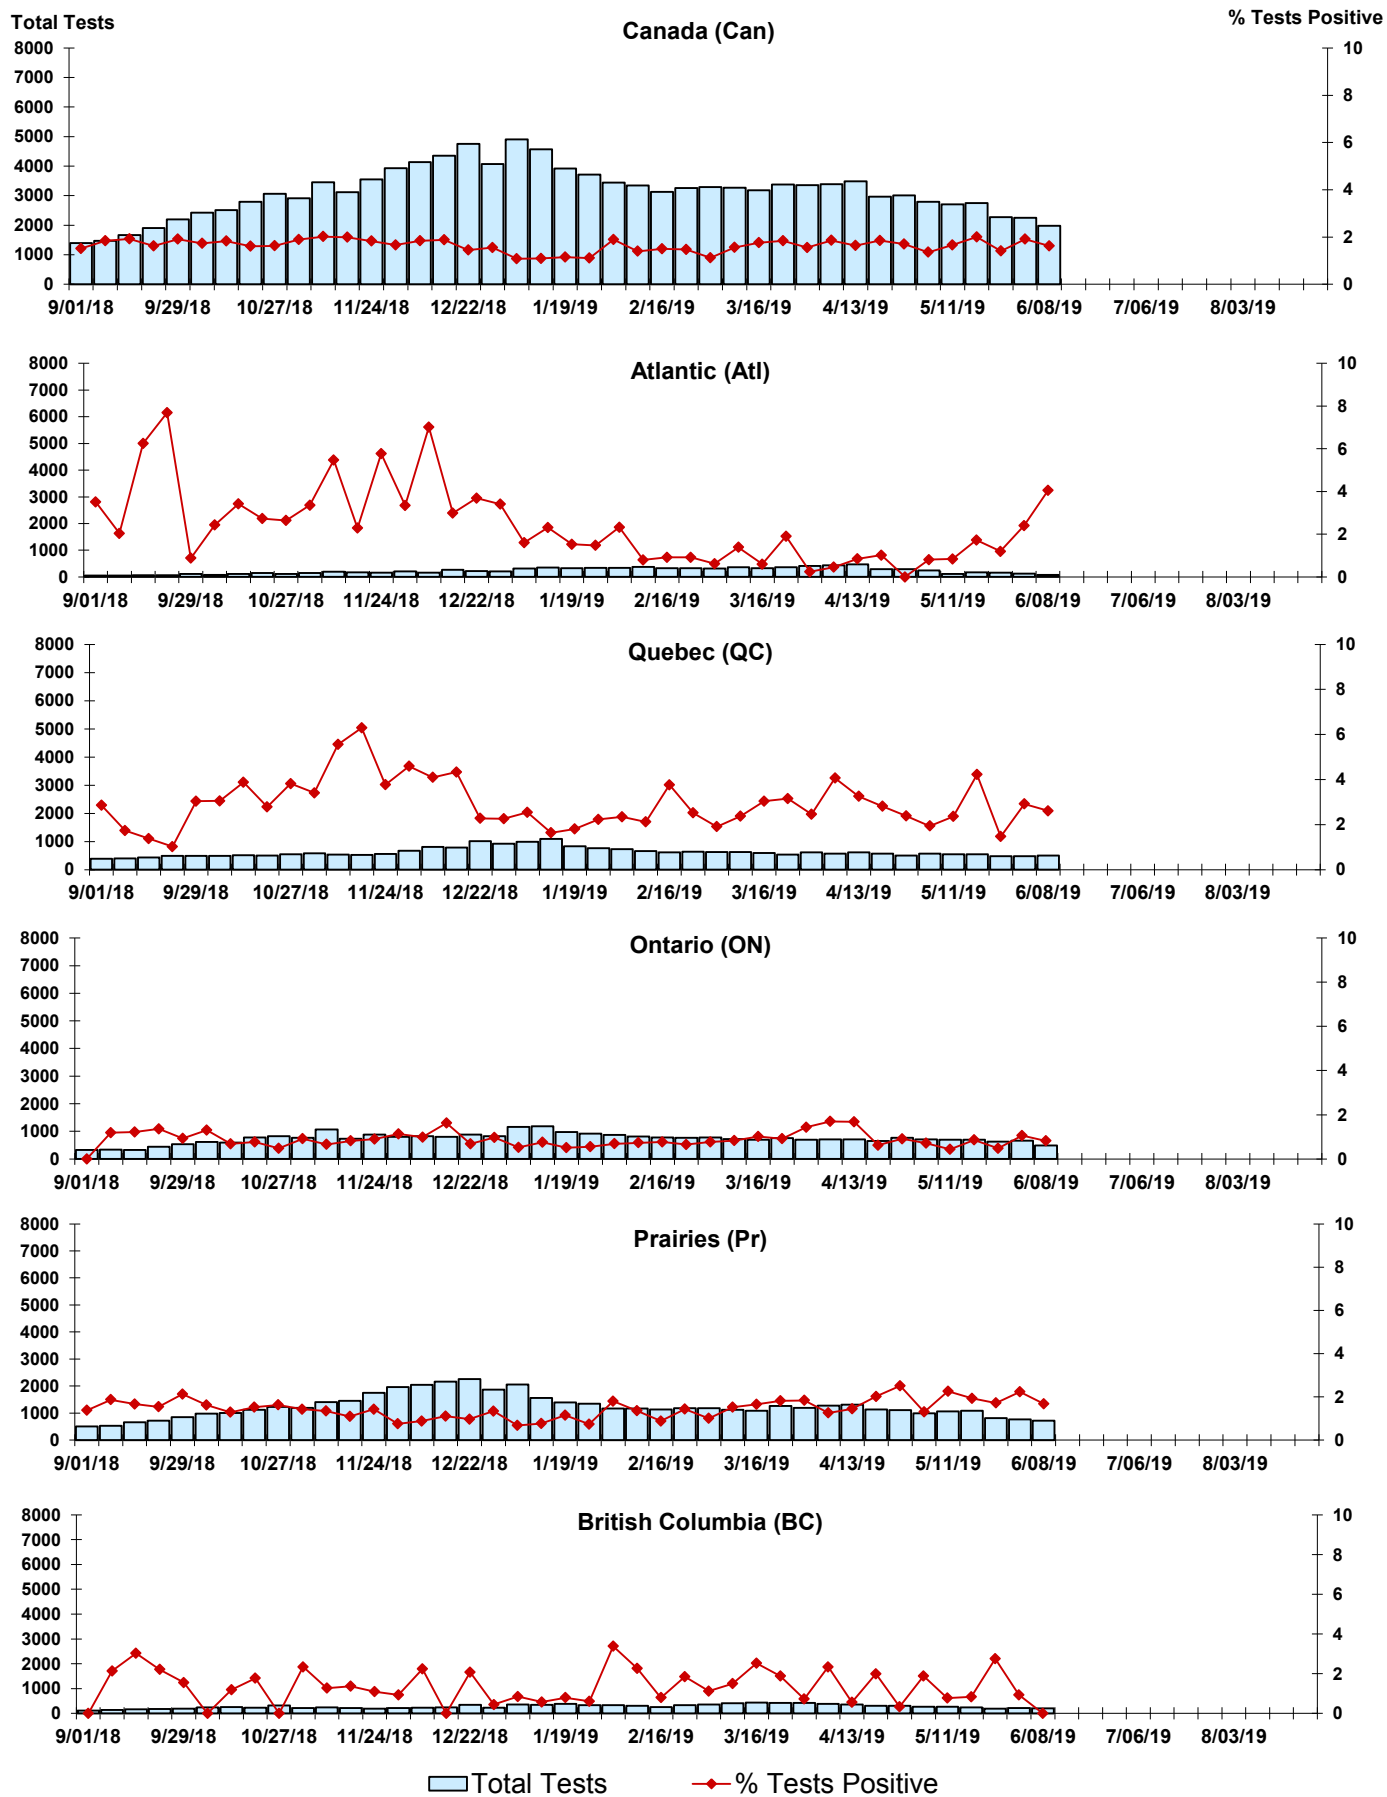 Total Tests
% Tests Positive
Canada (Can)
8000 7000 6000 5000 4000 3000 2000 1000 0
10 8 6 4 2 0
9/01/18 9/29/18 10/27/18 11/24/18 12/22/18 1/19/19 2/16/19 3/16/19 4/13/19 5/11/19 6/08/19 7/06/19 8/03/19
Atlantic (Atl)
8000 7000 6000 5000 4000 3000 2000 1000 0
10 8 6 4 2 0
9/01/18 9/29/18 10/27/18 11/24/18 12/22/18 1/19/19 2/16/19 3/16/19 4/13/19 5/11/19 6/08/19 7/06/19 8/03/19
Quebec (QC)
8000 7000 6000 5000 4000 3000 2000 1000 0
10 8 6 4 2 0
9/01/18 9/29/18 10/27/18 11/24/18 12/22/18 1/19/19 2/16/19 3/16/19 4/13/19 5/11/19 6/08/19 7/06/19 8/03/19
Ontario (ON)
8000 7000 6000 5000 4000 3000 2000 1000 0
10 8 6 4 2 0
9/01/18 9/29/18 10/27/18 11/24/18 12/22/18 1/19/19 2/16/19 3/16/19 4/13/19 5/11/19 6/08/19 7/06/19 8/03/19
Prairies (Pr)
8000 7000 6000 5000 4000 3000 2000 1000 0
10 8 6 4 2 0
9/01/18 9/29/18 10/27/18 11/24/18 12/22/18 1/19/19 2/16/19 3/16/19 4/13/19 5/11/19 6/08/19 7/06/19 8/03/19
British Columbia (BC)
8000 7000 6000 5000 4000 3000 2000 1000 0
10 8 6 4 2 0
9/01/18 9/29/18 10/27/18 11/24/18 12/22/18 1/19/19 2/16/19 3/16/19 4/13/19 5/11/19 6/08/19 7/06/19 8/03/19
Total Tests % Tests Positive